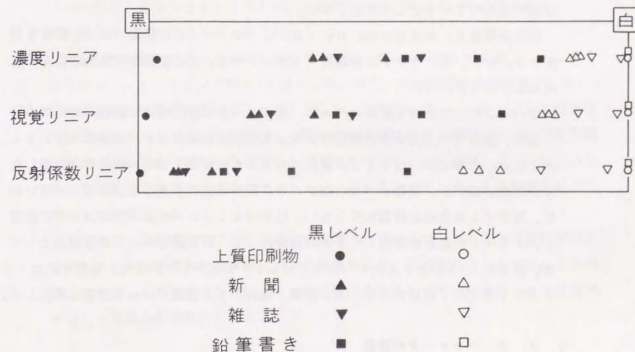 黒 白
濃度リニア
視覚リニア
反射係数リニア
黒レベル 白レベル
上質印刷物
新聞
雑誌
鉛筆書き